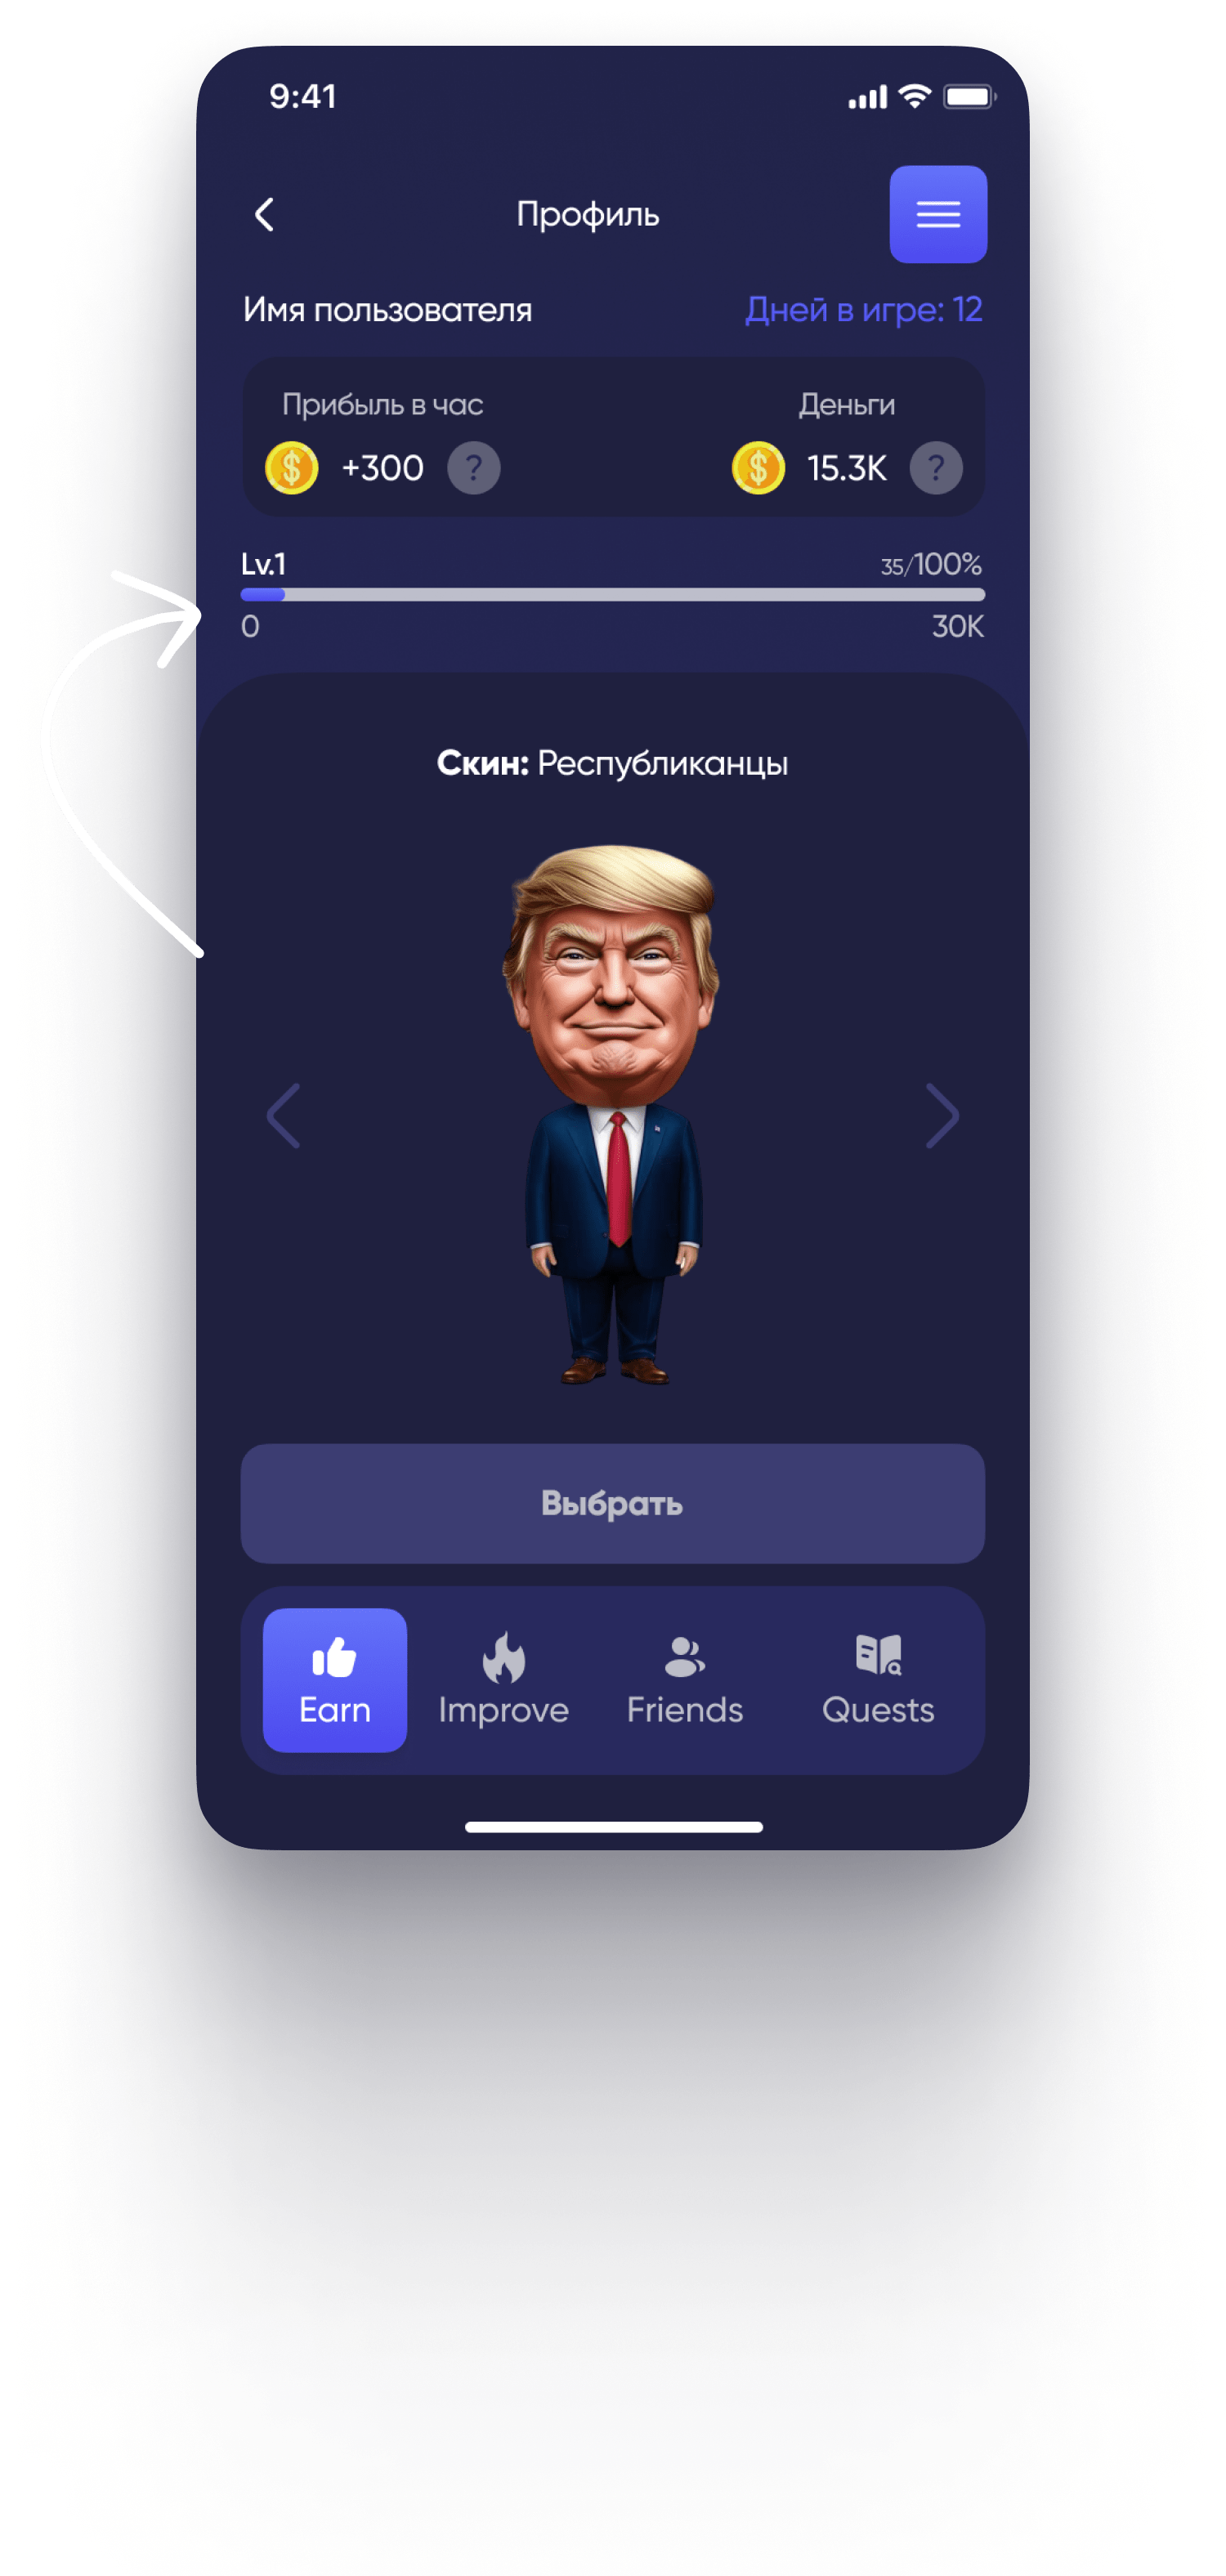 9:41
Профиль
Имя пользователя Дней в игре: 12
Прибыль в час Деньги
$ +300 ? $ 15.3K ?
Lv.1 35/100%
0 30K
Скин: Республиканцы
Выбрать
Earn Improve Friends Quests